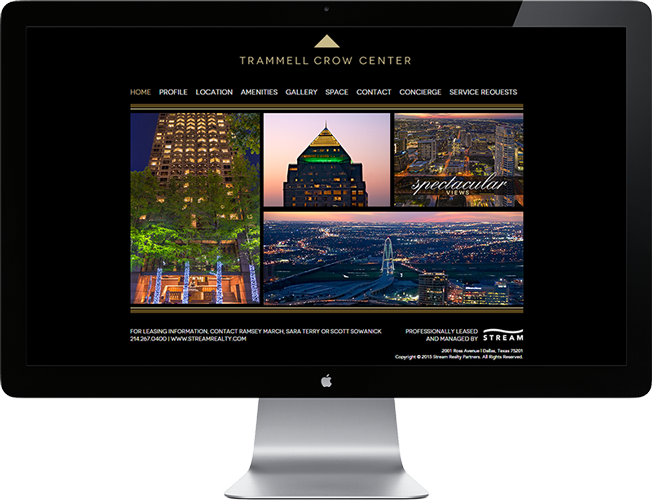 TRAMMELL CROW CENTER
HOME PROFILE LOCATION AMENITIES GALLERY SPACE CONTACT CONCIERGE SERVICE REQUESTS
spectacular
VIEWS
FOR LEASING INFORMATION, CONTACT RAMSEY MARCH, SARA TERRY OR SCOTT SOWANICK
214.267.0400 | WWW.STREAMREALTY.COM
PROFESSIONALLY LEASED
AND MANAGED BY STREAM
2001 Ross Avenue | Dallas, Texas 75201
Copyright © 2015 Stream Realty Partners. All Rights Reserved.